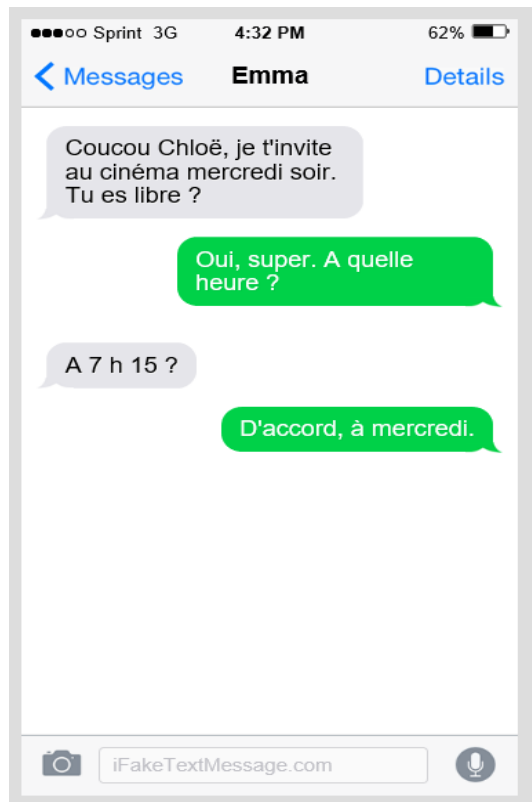 Sprint 3G 4:32 PM 62%
Messages Emma Details
Coucou Chloë, je t'invite
au cinéma mercredi soir.
Tu es libre ?
Oui, super. A quelle
heure ?
A 7 h 15 ?
D'accord, à mercredi.
iFakeTextMessage.com